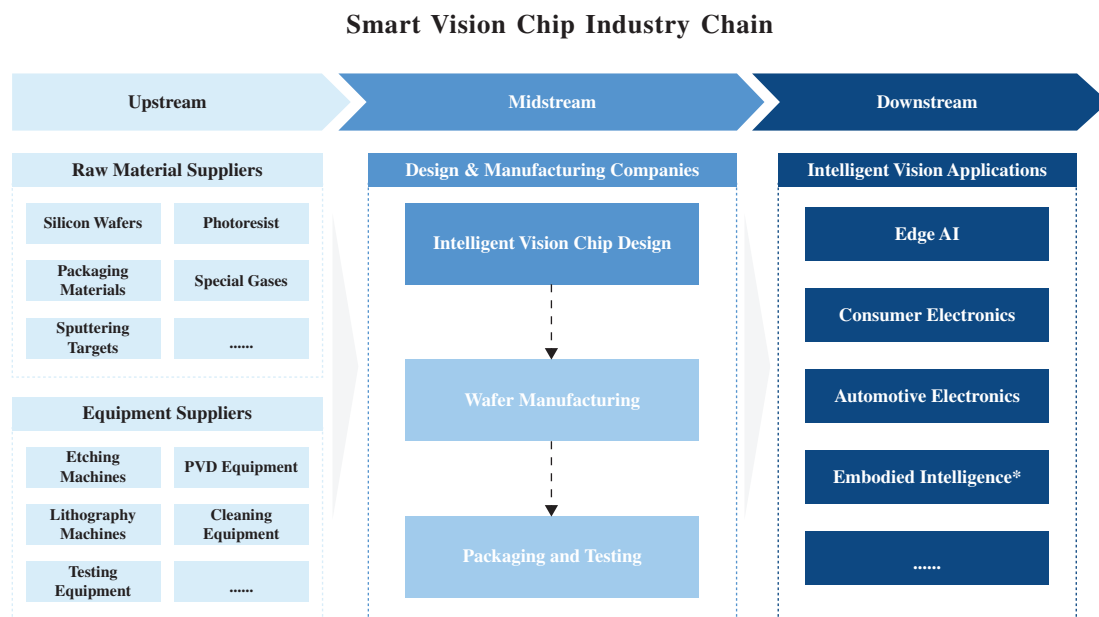 Smart Vision Chip Industry Chain
Upstream
Midstream
Downstream
Raw Material Suppliers
Silicon Wafers
Photoresist
Packaging
Materials
Special Gases
Sputtering
Targets
......
Equipment Suppliers
Etching
Machines
PVD Equipment
Lithography
Machines
Cleaning
Equipment
Testing
Equipment
......
Design & Manufacturing Companies
Intelligent Vision Chip Design
Wafer Manufacturing
Packaging and Testing
Intelligent Vision Applications
Edge AI
Consumer Electronics
Automotive Electronics
Embodied Intelligence*
......